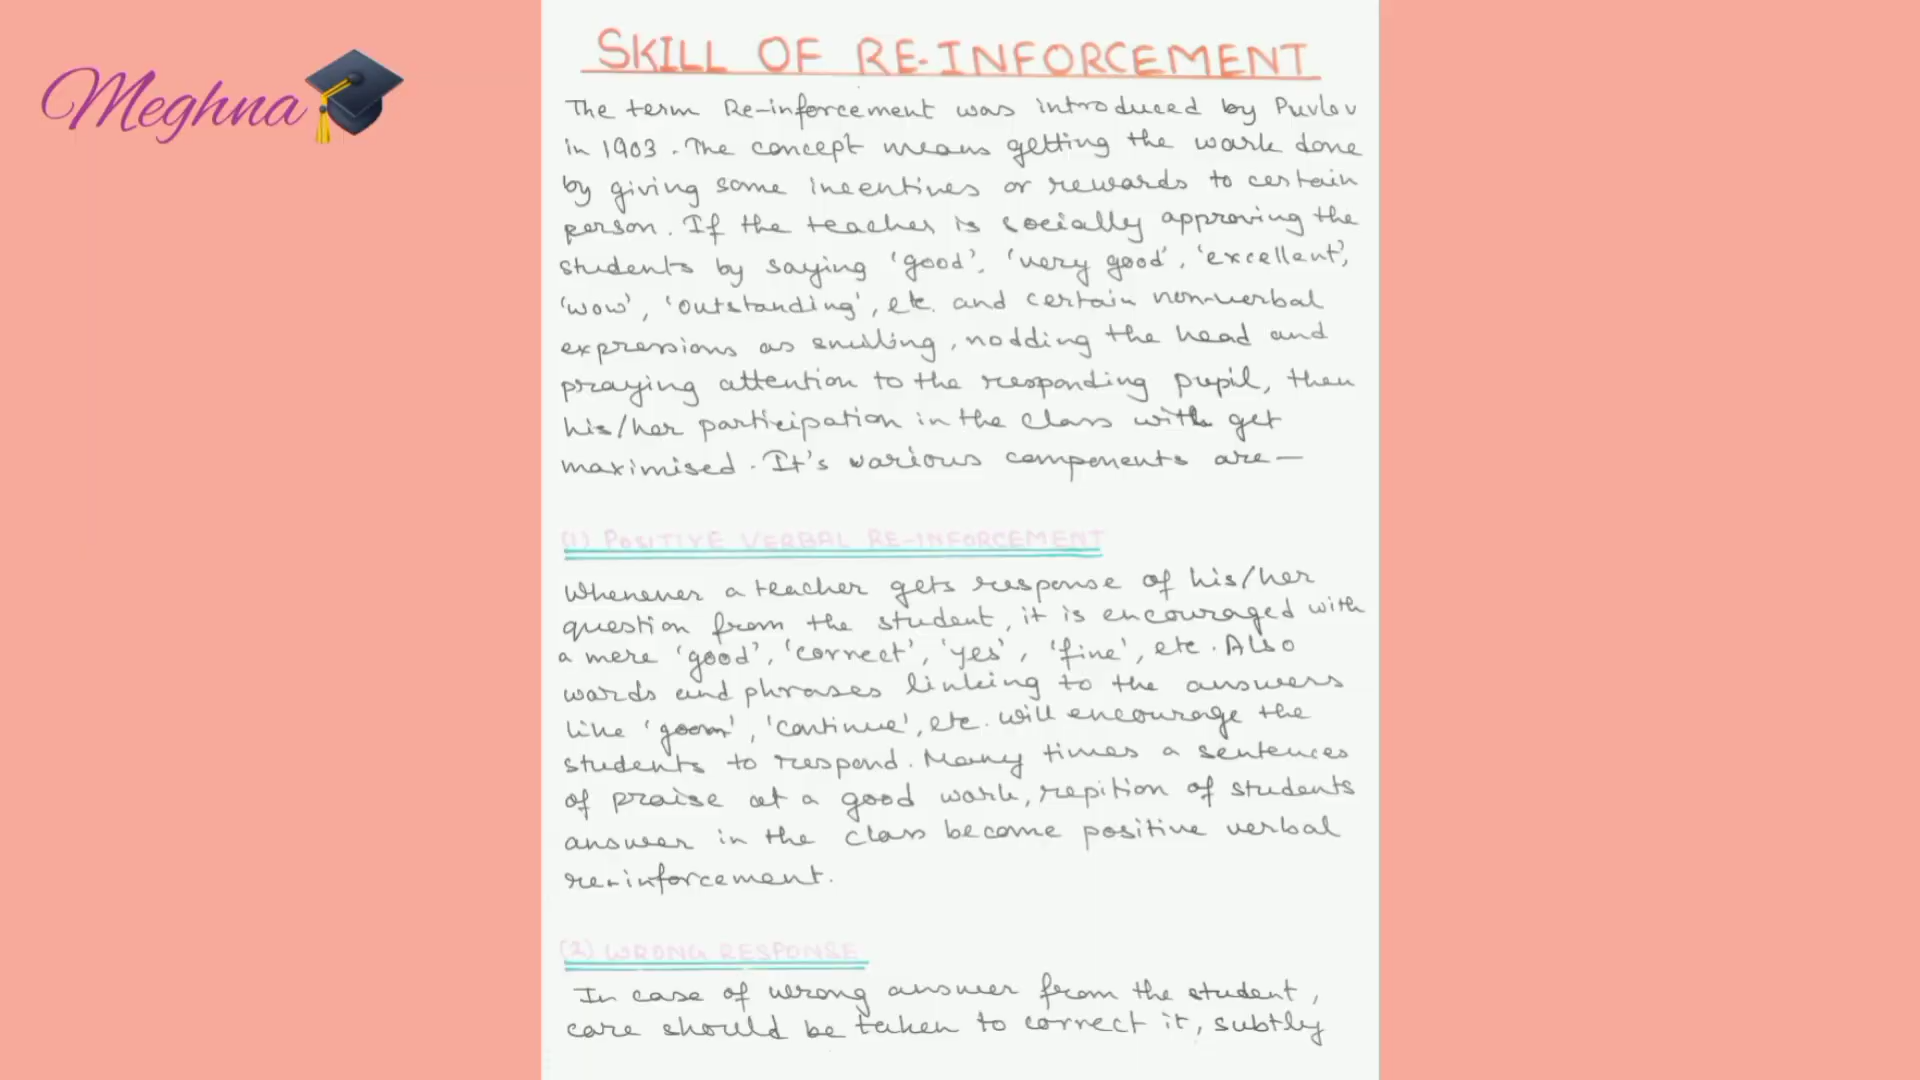 Meghna
SKILL OF RE-INFORCEMENT
The term Re-inforcement was introduced by Puvlov
in 1903. The concept means getting the work done
by giving some incentives or rewards to certain
person. If the teacher is socially approving the
students by saying 'good', 'very good', 'excellent',
'wow', 'outstanding', etc. and certain non-verbal
expressions as smiling, nodding the head and
praying attention to the responding pupil, then
his/her participation in the class with get
maximised. It's various components are—
(1) POSITIVE VERBAL RE-INFORCEMENT
Whenever a teacher gets response of his/her
question from the student, it is encouraged with
a mere 'good', 'correct', 'yes', 'fine', etc. Also
words and phrases linking to the answers
like 'goom', 'continue', etc. will encourage the
students to respond. Many times a sentences
of praise at a good work, repition of students
answer in the class become positive verbal
re-inforcement.
(2) WRONG RESPONSE
In case of wrong answer from the student,
care should be taken to correct it, subtly